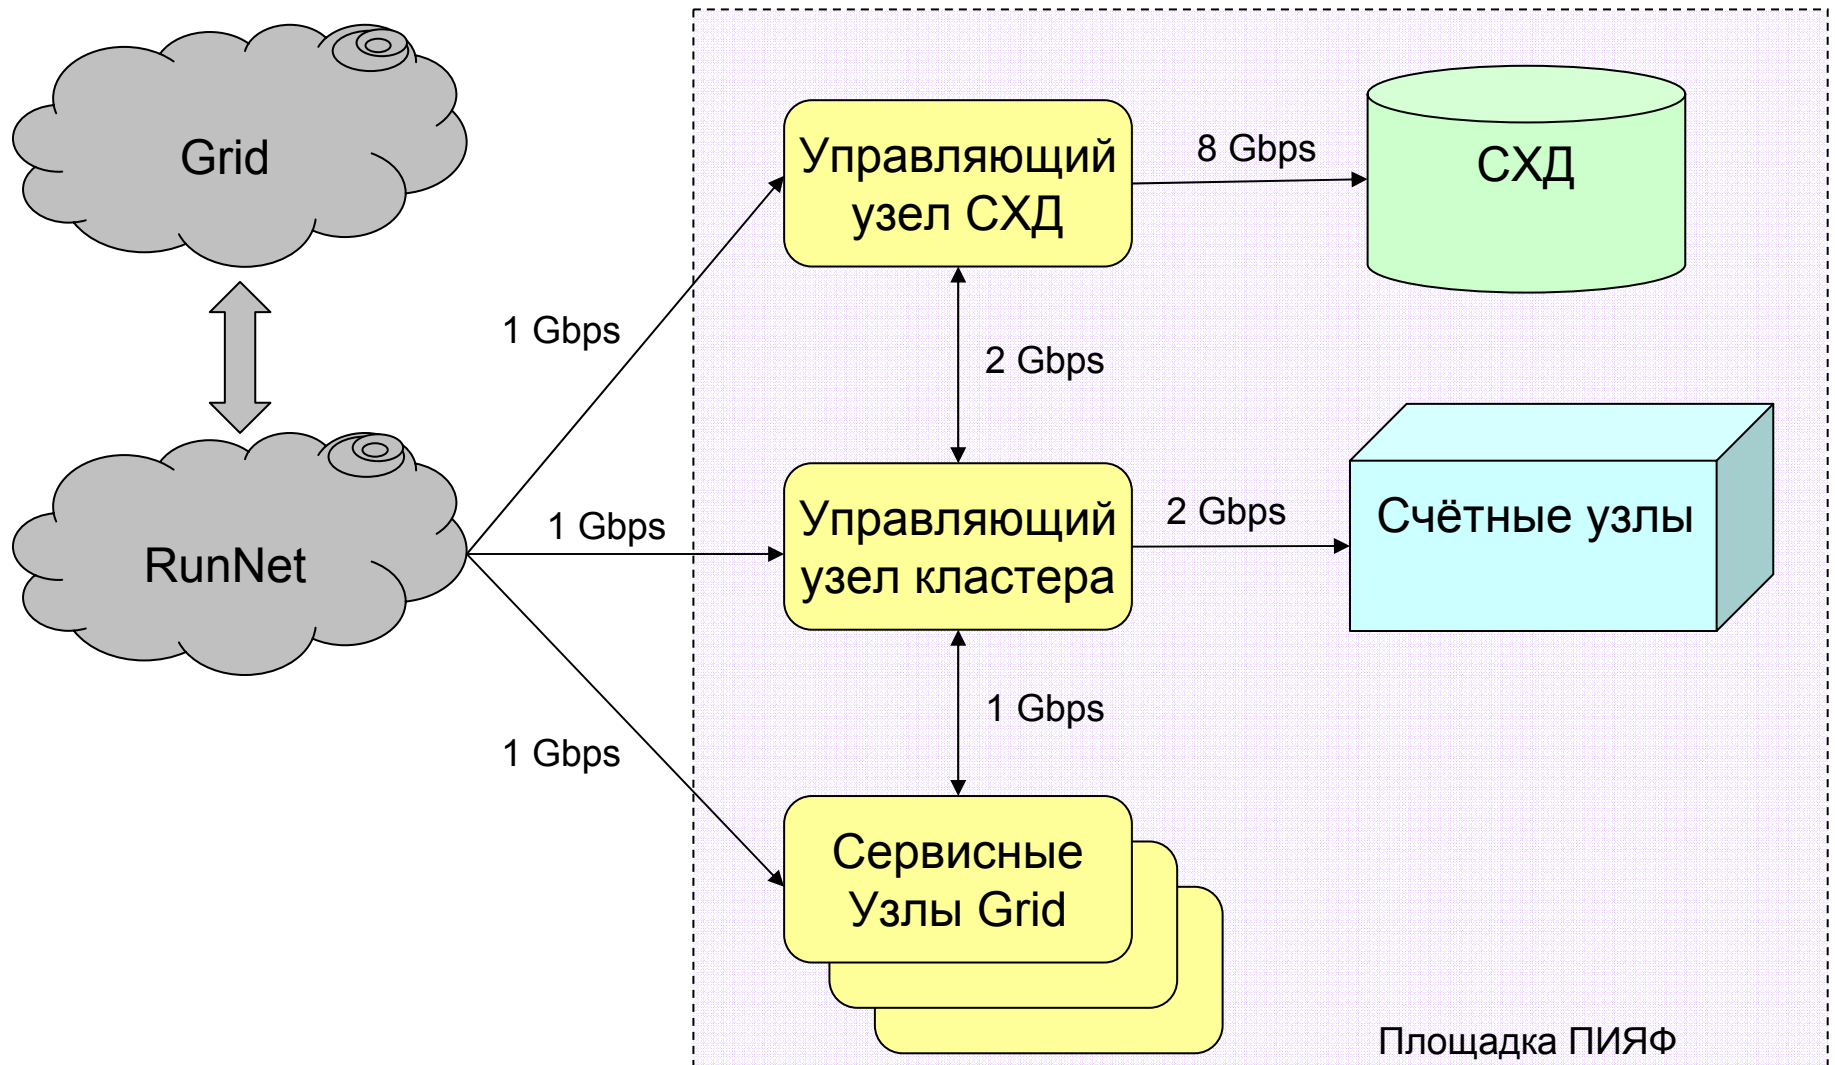 Grid
Управляющий
узел СХД
8 Gbps
СХД
1 Gbps
2 Gbps
RunNet
1 Gbps
Управляющий
узел кластера
2 Gbps
Счётные узлы
1 Gbps
1 Gbps
Сервисные
Узлы Grid
Площадка ПИЯФ